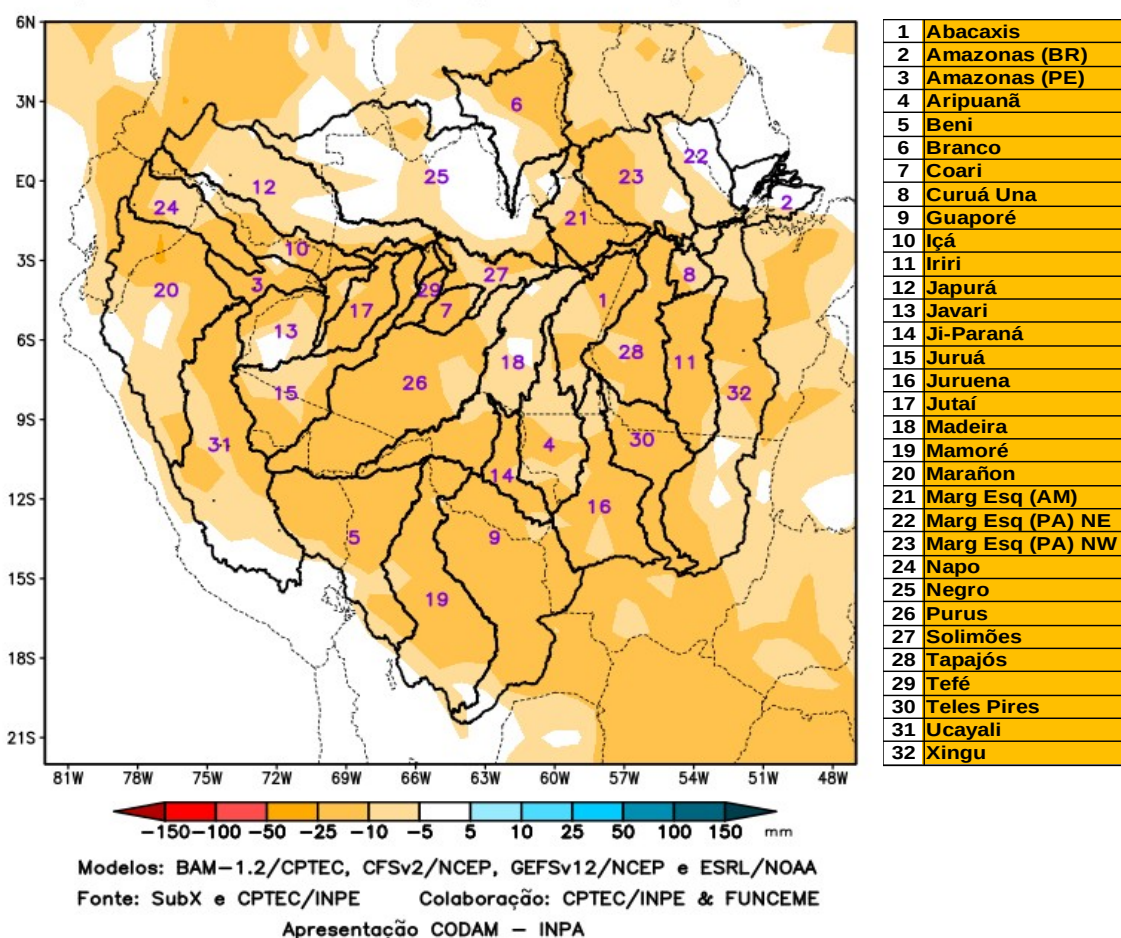 6N
3N
EQ
3S
6S
9S
12S
15S
18S
21S
81W 78W 75W 72W 69W 66W 63W 60W 57W 54W 51W 48W
6
22
12
25
23
2
24
21
10
27
8
3
29
20
17
7
1
13
28
18
11
15
26
32
31
4
30
14
16
5
9
19
1 Abacaxis
2 Amazonas (BR)
3 Amazonas (PE)
4 Aripuanã
5 Beni
6 Branco
7 Coari
8 Curuá Una
9 Guaporé
10 Içá
11 Iriri
12 Japurá
13 Javari
14 Ji-Paraná
15 Juruá
16 Juruena
17 Jutaí
18 Madeira
19 Mamoré
20 Marañon
21 Marg Esq (AM)
22 Marg Esq (PA) NE
23 Marg Esq (PA) NW
24 Napo
25 Negro
26 Purus
27 Solimões
28 Tapajós
29 Tefé
30 Teles Pires
31 Ucayali
32 Xingu
−150 −100 −50 −25 −10 −5 5 10 25 50 100 150 mm
Modelos: BAM−1.2/CPTEC, CFSv2/NCEP, GEFSv12/NCEP e ESRL/NOAA
Fonte: SubX e CPTEC/INPE Colaboração: CPTEC/INPE & FUNCEME
Apresentação CODAM − INPA